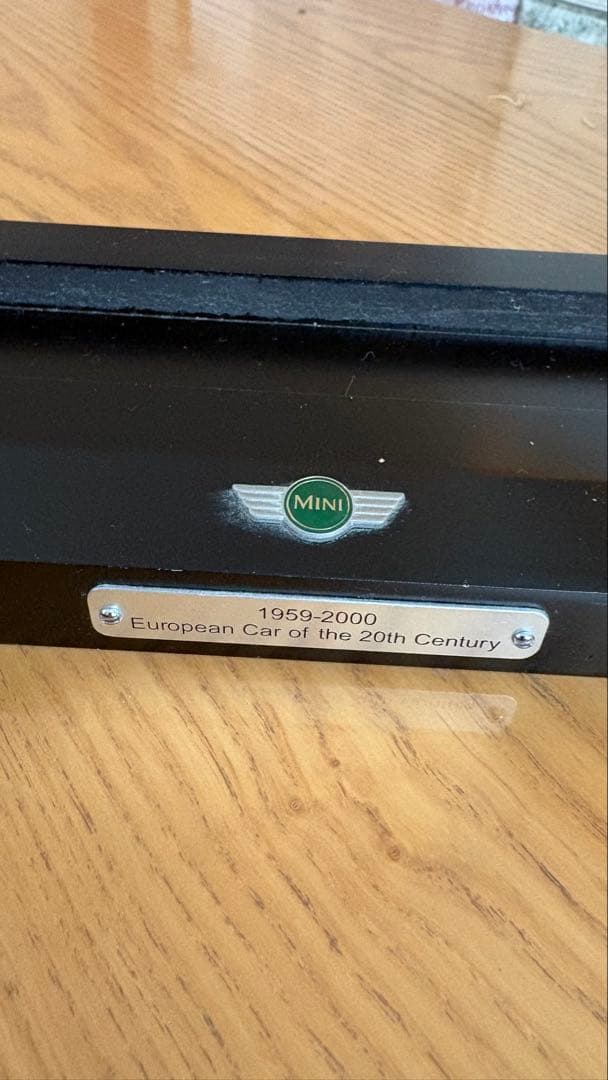 MINI
1959-2000
European Car of the 20th Century